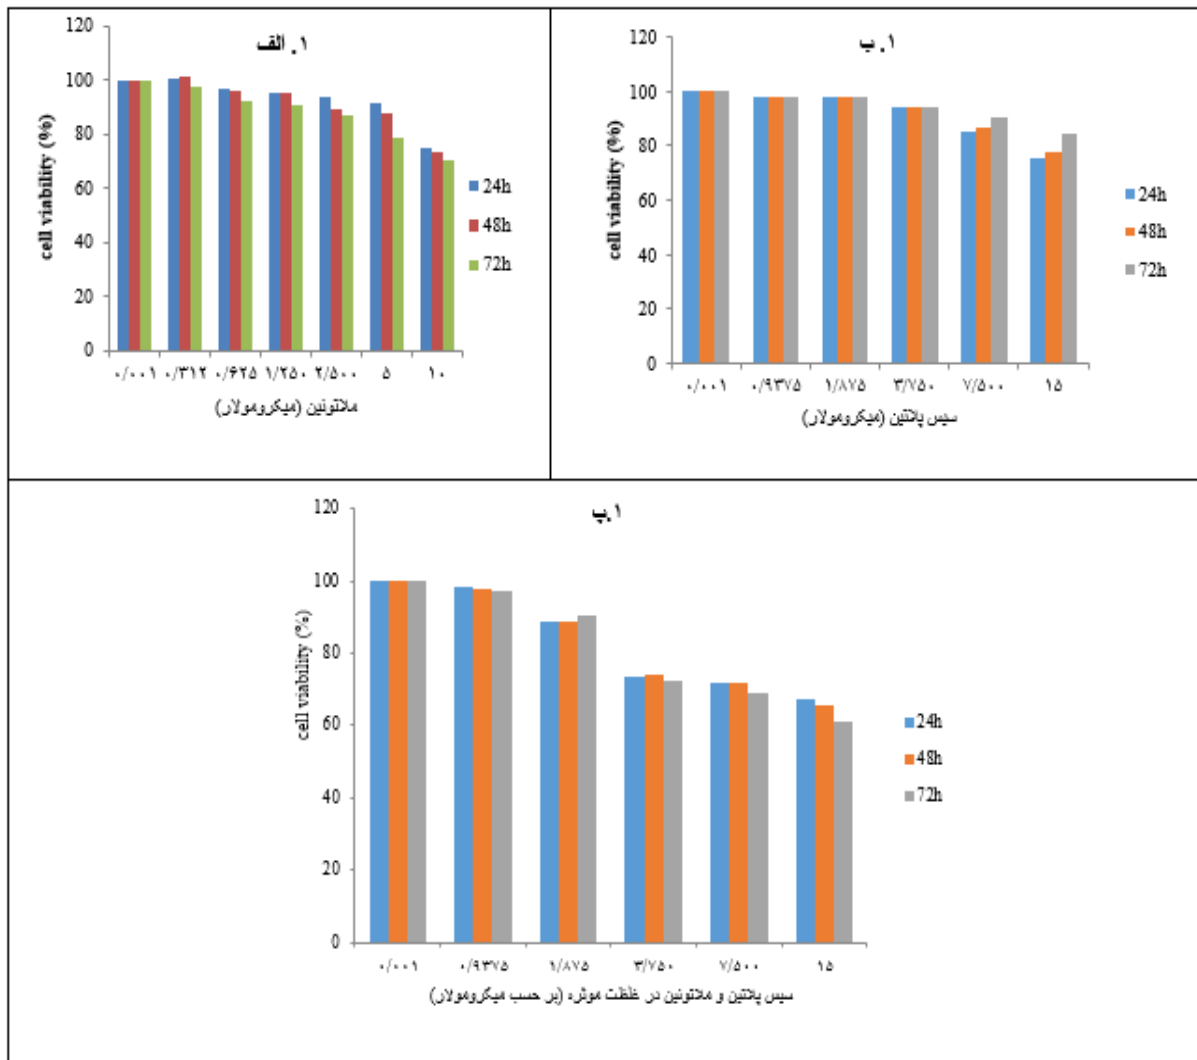 ۱. الف
120
100
80
60
40
20
0
cell viability (%)
۰/۰۰۱ ۰/۳۱۲ ۰/۶۲۵ ۱/۲۵۰ ۲/۵۰۰ ۵ ۱۰
ملاتونین (میکرومولار)
24h
48h
72h
۱. ب
120
100
80
60
40
20
0
cell viability (%)
۰/۰۰۱ ۰/۹۳۷۵ ۱/۸۷۵ ۳/۷۵۰ ۷/۵۰۰ ۱۵
سیس پلاتین (میکرومولار)
24h
48h
72h
۱.پ
120
100
80
60
40
20
0
cell viability (%)
۰/۰۰۱ ۰/۹۳۷۵ ۱/۸۷۵ ۳/۷۵۰ ۷/۵۰۰ ۱۵
سیس پلاتین و ملاتونین در غلظت موثره (بر حسب میکرومولار)
24h
48h
72h